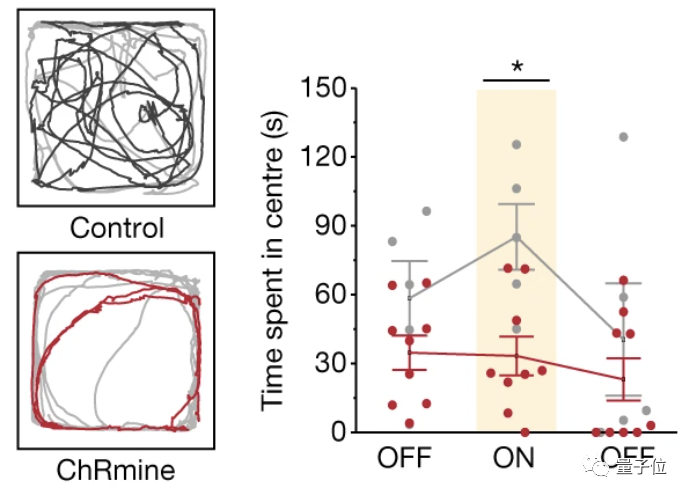 Control
ChRmine
Time spent in centre (s)
150
120
90
60
30
0
*
OFF
ON
OFF
量子位